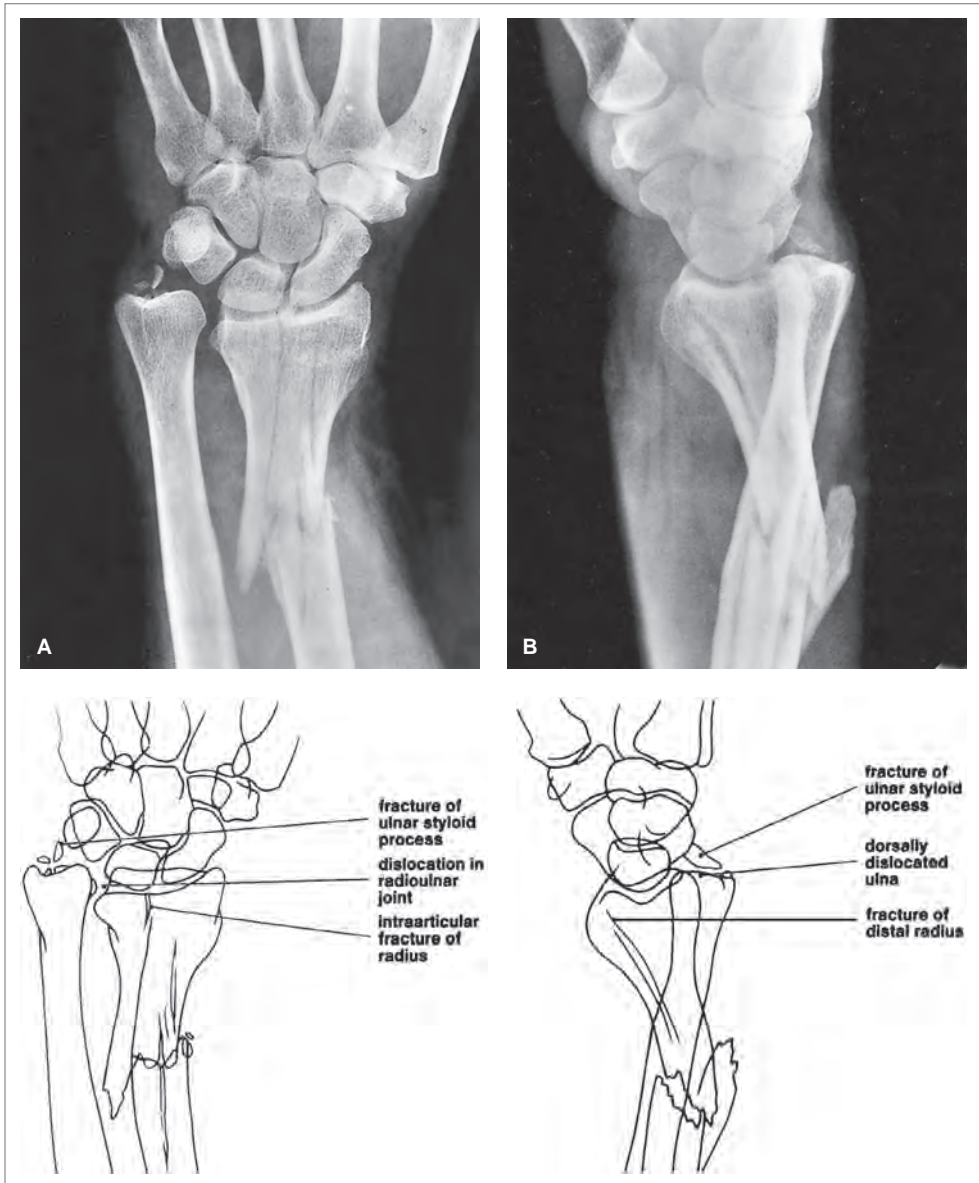 A
B
fracture of
ulnar styloid
process
dislocation in
radioulnar
joint
intraarticular
fracture of
radius
fracture of
ulnar styloid
process
dorsally
dislocated
ulna
fracture of
distal radius